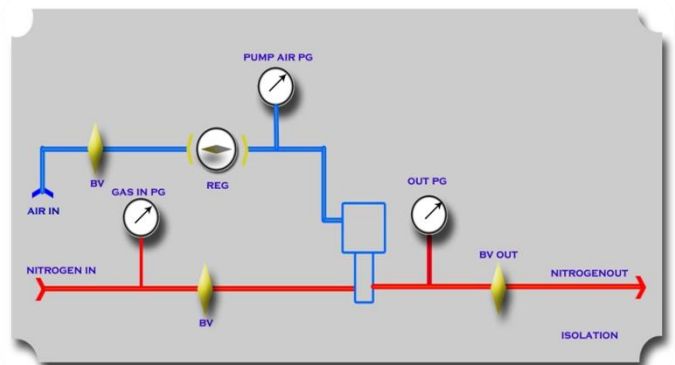 PUMP AIR PG
BV
REG
GAS IN PG
OUT PG
AIR IN
BV OUT
NITROGEN IN
NITROGENOUT
BV
ISOLATION